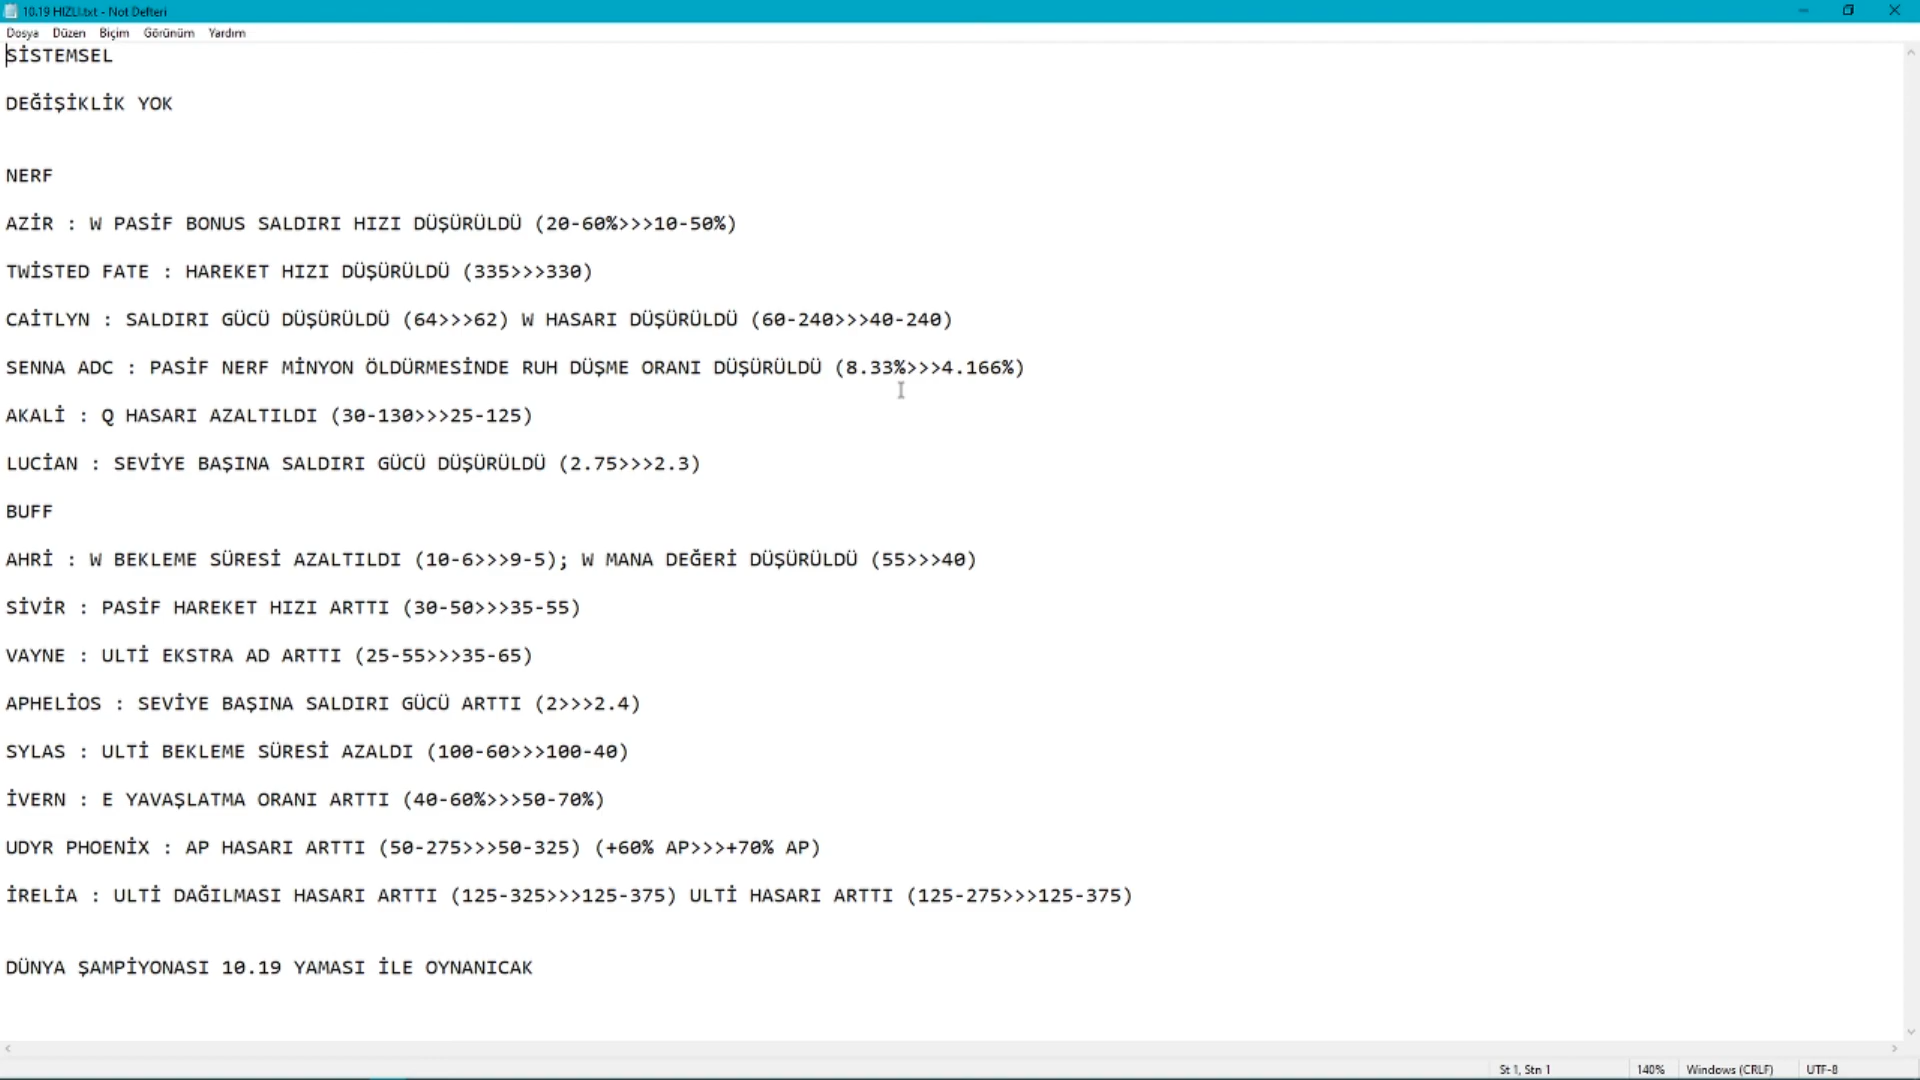 10.19 HIZLI.txt - Not Defteri
Dosya Düzen Biçim Görünüm Yardım
SİSTEMSEL
DEĞİŞİKLİK YOK
NERF
AZİR : W PASİF BONUS SALDIRI HIZI DÜŞÜRÜLDÜ (20-60%>>>10-50%)
TWİSTED FATE : HAREKET HIZI DÜŞÜRÜLDÜ (335>>>330)
CAİTLYN : SALDIRI GÜCÜ DÜŞÜRÜLDÜ (64>>>62) W HASARI DÜŞÜRÜLDÜ (60-240>>>40-240)
SENNA ADC : PASİF NERF MİNYON ÖLDÜRMESİNDE RUH DÜŞME ORANI DÜŞÜRÜLDÜ (8.33%>>>4.166%)
AKALİ : Q HASARI AZALTILDI (30-130>>>25-125)
LUCİAN : SEVİYE BAŞINA SALDIRI GÜCÜ DÜŞÜRÜLDÜ (2.75>>>2.3)
BUFF
AHRİ : W BEKLEME SÜRESİ AZALTILDI (10-6>>>9-5); W MANA DEĞERİ DÜŞÜRÜLDÜ (55>>>40)
SİVİR : PASİF HAREKET HIZI ARTTI (30-50>>>35-55)
VAYNE : ULTİ EKSTRA AD ARTTI (25-55>>>35-65)
APHELİOS : SEVİYE BAŞINA SALDIRI GÜCÜ ARTTI (2>>>2.4)
SYLAS : ULTİ BEKLEME SÜRESİ AZALDI (100-60>>>100-40)
İVERN : E YAVAŞLATMA ORANI ARTTI (40-60%>>>50-70%)
UDYR PHOENİX : AP HASARI ARTTI (50-275>>>50-325) (+60% AP>>>+70% AP)
İRELİA : ULTİ DAĞILMASI HASARI ARTTI (125-325>>>125-375) ULTİ HASARI ARTTI (125-275>>>125-375)
DÜNYA ŞAMPİYONASI 10.19 YAMASI İLE OYNANICAK
St 1, Stn 1 140% Windows (CRLF) UTF-8